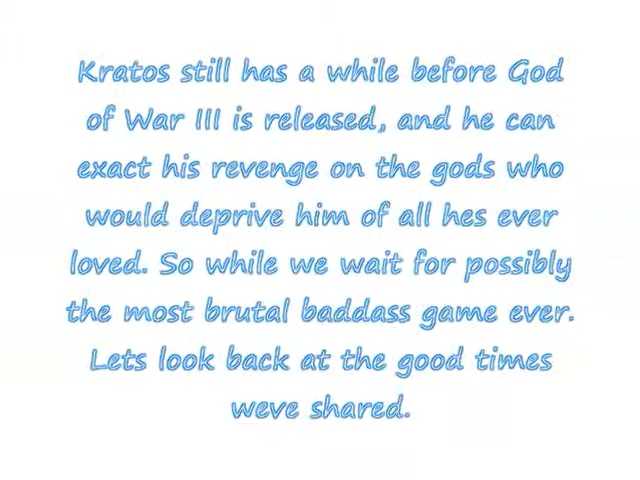 Kratos still has a while before God
of War III is released, and he can
exact his revenge on the gods who
would deprive him of all hes ever
loved. So while we wait for possibly
the most brutal baddass game ever.
Lets look back at the good times
weve shared.